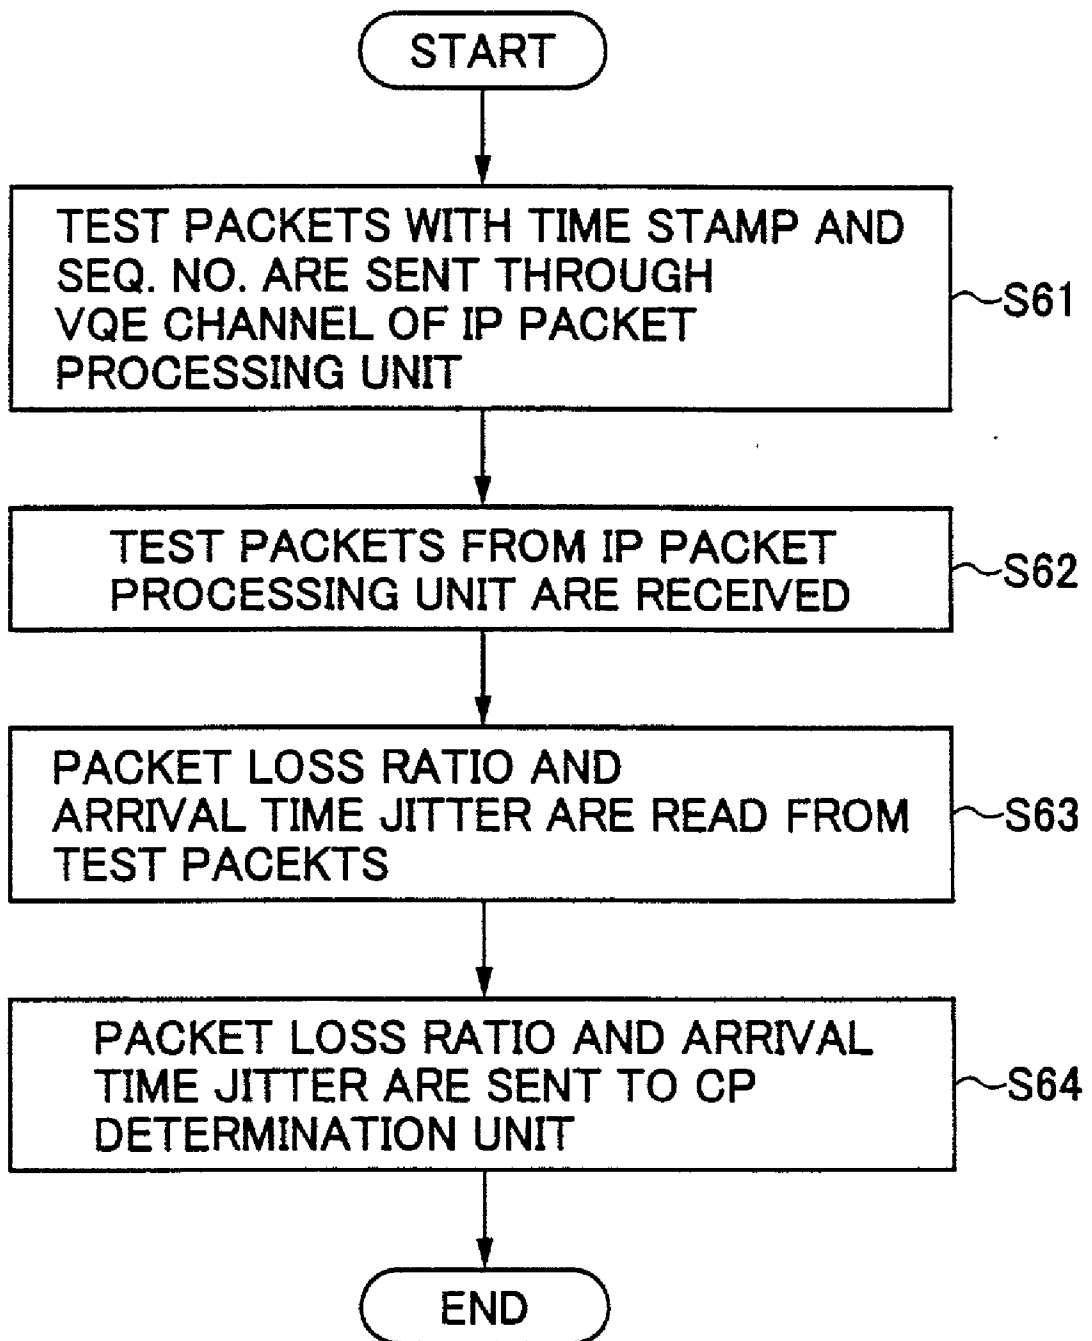 START
TEST PACKETS WITH TIME STAMP AND
SEQ. NO. ARE SENT THROUGH
VQE CHANNEL OF IP PACKET
PROCESSING UNIT
S61
TEST PACKETS FROM IP PACKET
PROCESSING UNIT ARE RECEIVED
S62
PACKET LOSS RATIO AND
ARRIVAL TIME JITTER ARE READ FROM
TEST PACEKTS
S63
PACKET LOSS RATIO AND ARRIVAL
TIME JITTER ARE SENT TO CP
DETERMINATION UNIT
S64
END